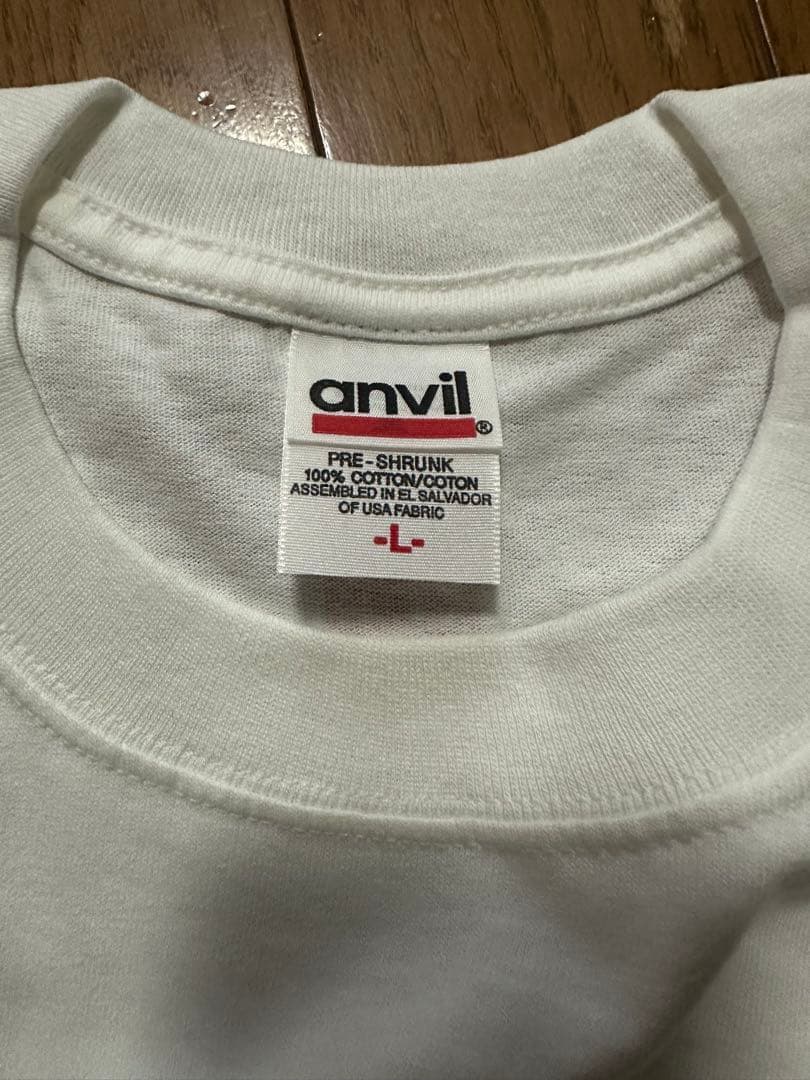 anvil®
PRE-SHRUNK
100% COTTON/COTON
ASSEMBLED IN EL SALVADOR
OF USA FABRIC
-L-